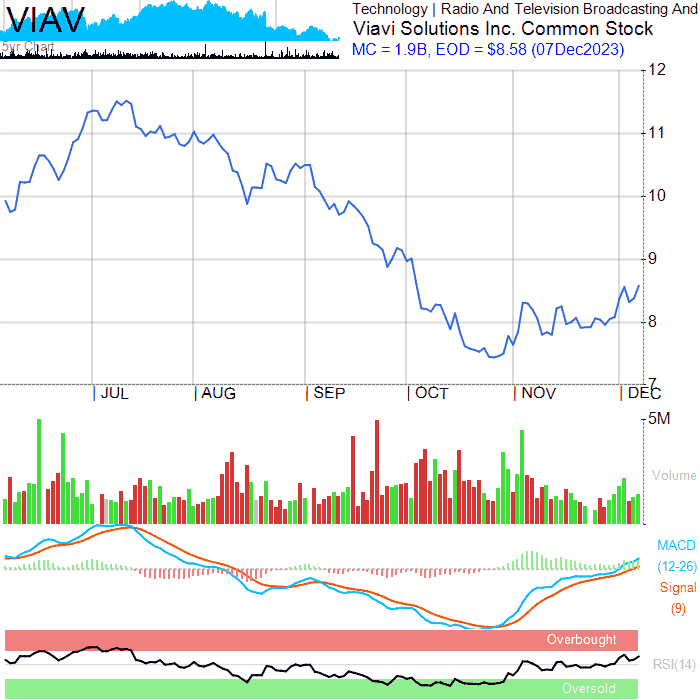 VIAV
5yr Chart
Technology | Radio And Television Broadcasting And
Viavi Solutions Inc. Common Stock
MC = 1.9B, EOD = $8.58 (07Dec2023)
12
11
10
9
8
7
JUL AUG SEP OCT NOV DEC
5M
Volume
MACD
(12-26)
Signal
(9)
Overbought
RSI(14)
Oversold